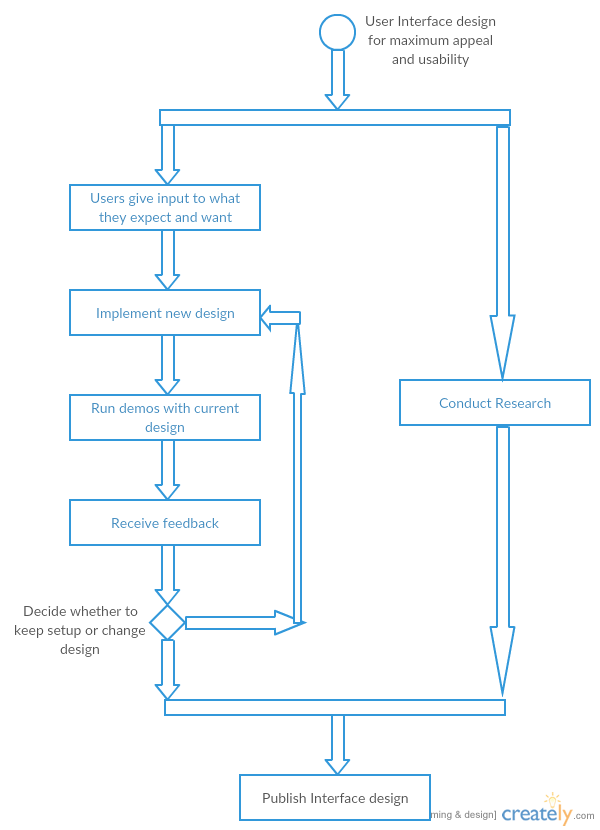 User Interface design
for maximum appeal
and usability
Users give input to what
they expect and want
Implement new design
Run demos with current
design
Conduct Research
Receive feedback
Decide whether to
keep setup or change
design
Publish Interface design
ming & design]
creately.com